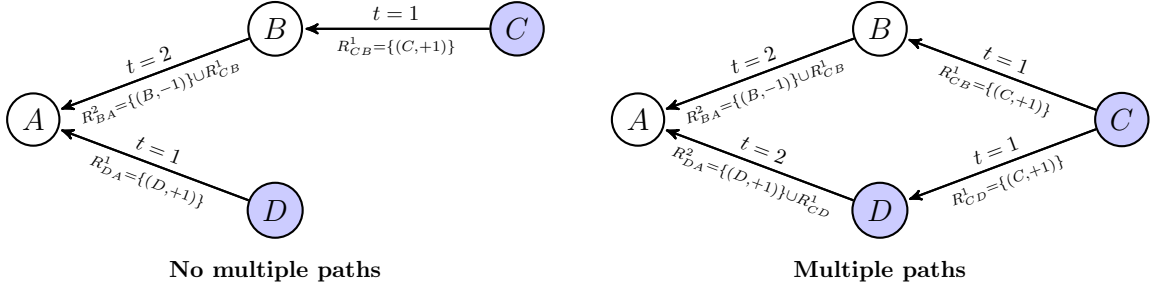 B
t = 1
R^1_{CB}={(C,+1)}
C
t = 2
R^2_{BA}={(B,−1)}∪R^1_{CB}
A
t = 1
R^1_{DA}={(D,+1)}
D
No multiple paths
B
t = 2
R^2_{BA}={(B,−1)}∪R^1_{CB}
t = 1
R^1_{CB}={(C,+1)}
A
C
t = 2
R^2_{DA}={(D,+1)}∪R^1_{CD}
t = 1
R^1_{CD}={(C,+1)}
D
Multiple paths